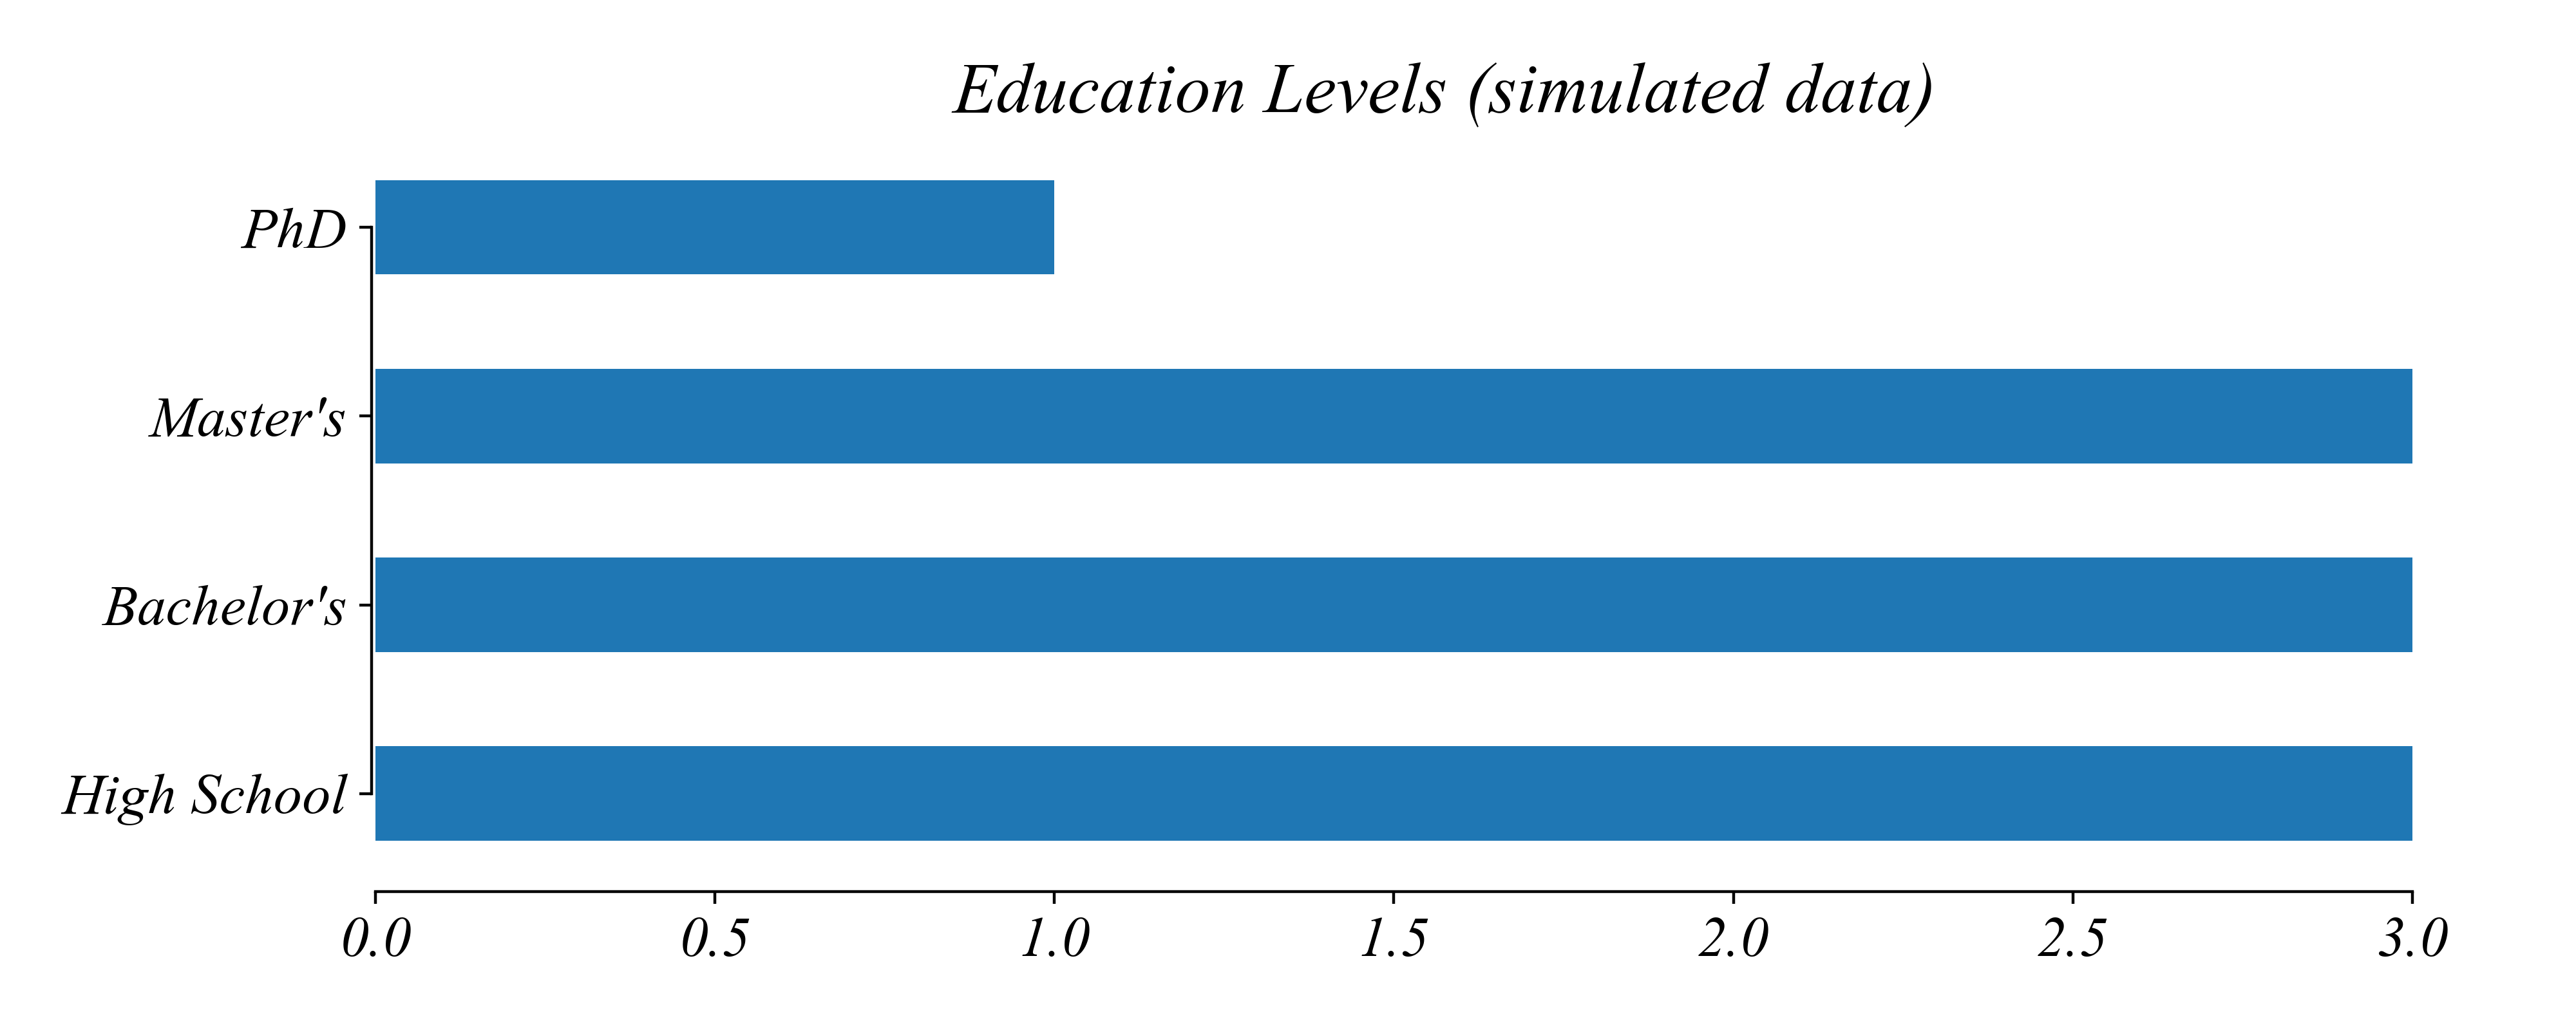 Education Levels (simulated data)
PhD
Master's
Bachelor's
High School
0.0 0.5 1.0 1.5 2.0 2.5 3.0